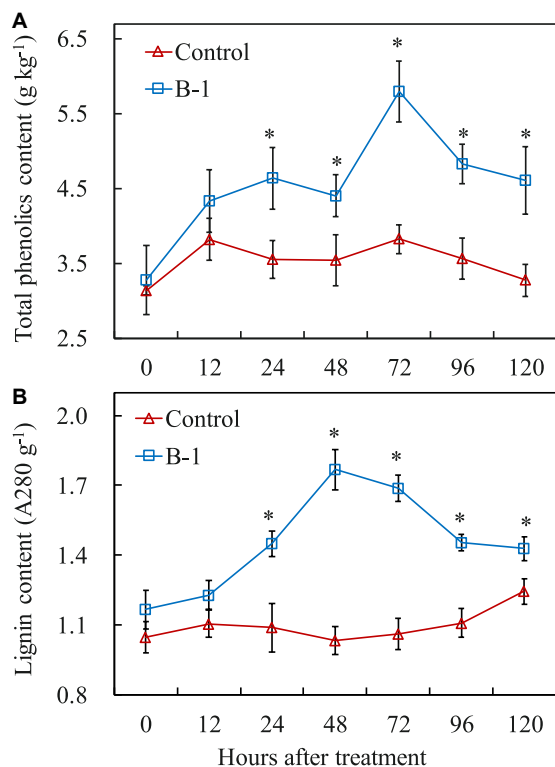 A
Total phenolics content (g kg⁻¹)
6.5
5.5
4.5
3.5
2.5
Control
B-1
*
*
*
*
*
0 12 24 48 72 96 120
B
Lignin content (A280 g⁻¹)
2.0
1.7
1.4
1.1
0.8
Control
B-1
*
*
*
*
*
0 12 24 48 72 96 120
Hours after treatment